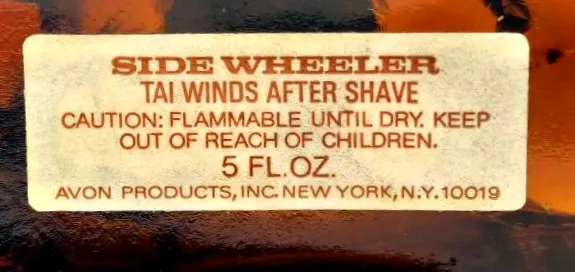 SIDE WHEELER
TAI WINDS AFTER SHAVE
CAUTION: FLAMMABLE UNTIL DRY. KEEP
OUT OF REACH OF CHILDREN.
5 FL.OZ.
AVON PRODUCTS, INC. NEW YORK, N.Y. 10019